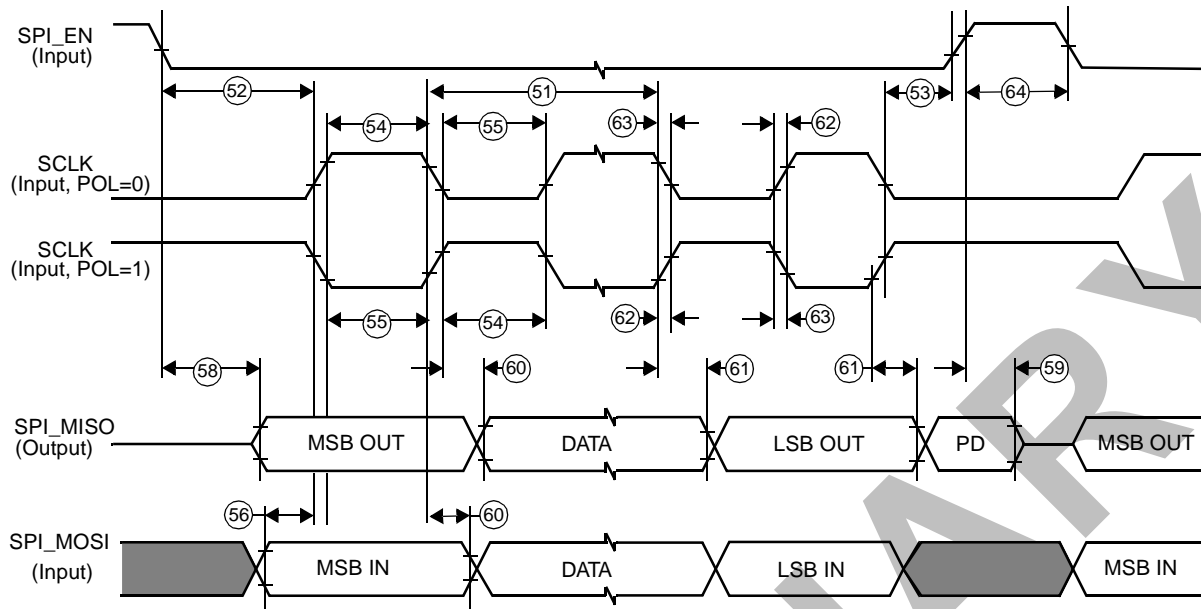 SPI_EN
(Input)
52
51
53
64
54
55
63
62
SCLK
(Input, POL=0)
SCLK
(Input, POL=1)
55
54
62
63
58
60
61
61
59
SPI_MISO
(Output)
MSB OUT
DATA
LSB OUT
PD
MSB OUT
56
60
SPI_MOSI
(Input)
MSB IN
DATA
LSB IN
MSB IN
ARY